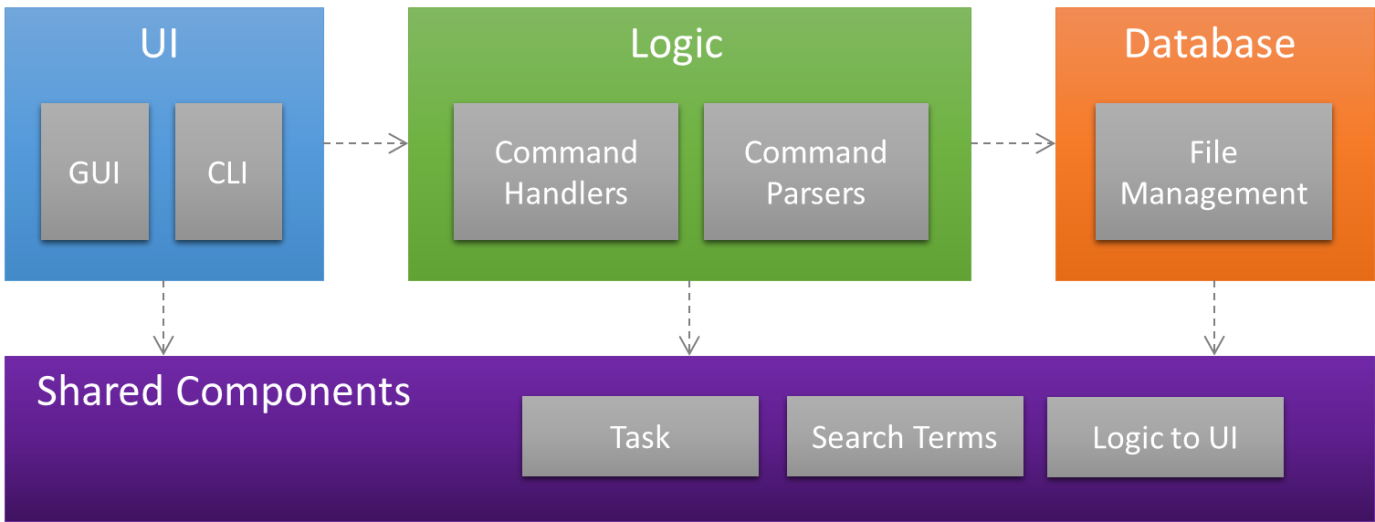 UI
GUI
CLI
Logic
Command
Handlers
Command
Parsers
Database
File
Management
Shared Components
Task
Search Terms
Logic to UI